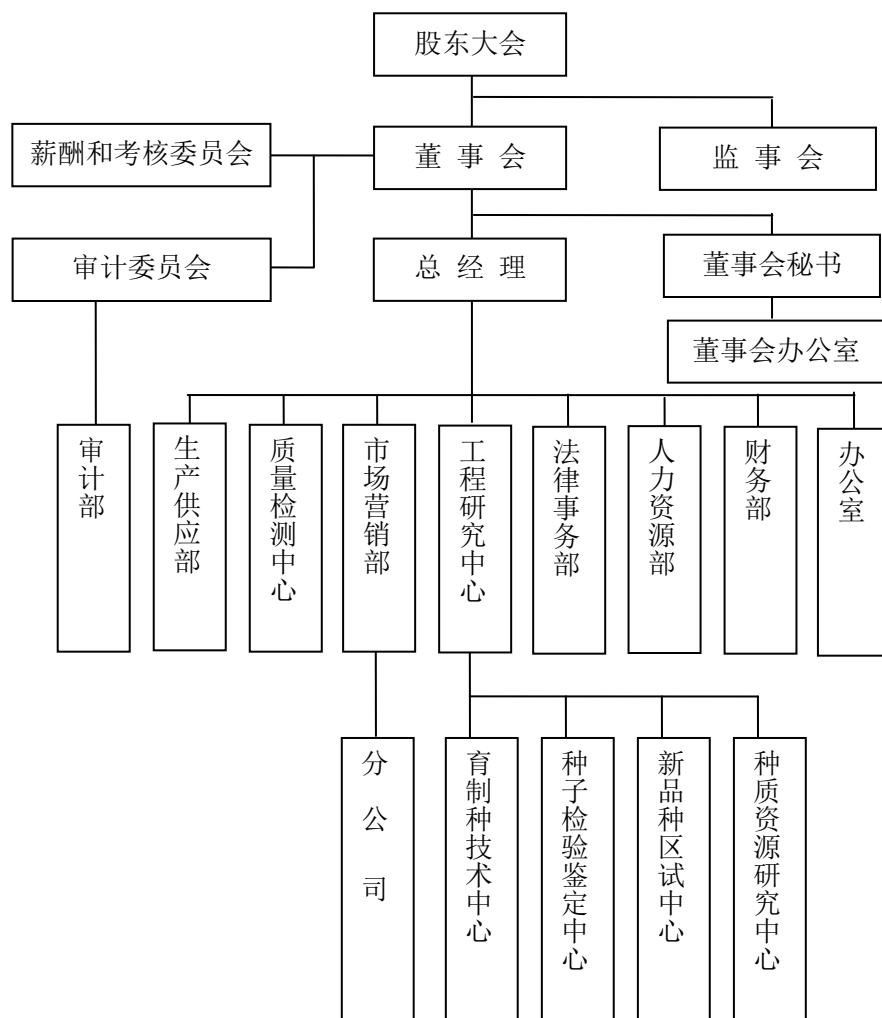 股东大会
薪酬和考核委员会
董 事 会
监 事 会
审计委员会
总 经 理
董事会秘书
董事会办公室
审计部
生产供应部
质量检测中心
市场营销部
工程研究中心
法律事务部
人力资源部
财务部
办公室
分 公 司
育制种技术中心
种子检验鉴定中心
新品种区试中心
种质资源研究中心